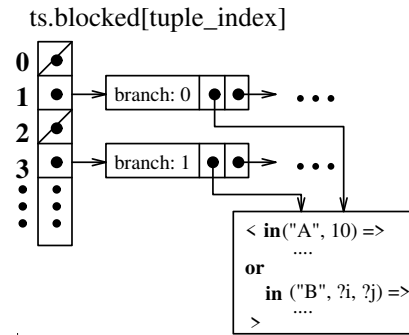 ts.blocked[tuple_index]
0
1
branch: 0
2
3
branch: 1
< in("A", 10) =>
....
or
in ("B", ?i, ?j) =>
....
>